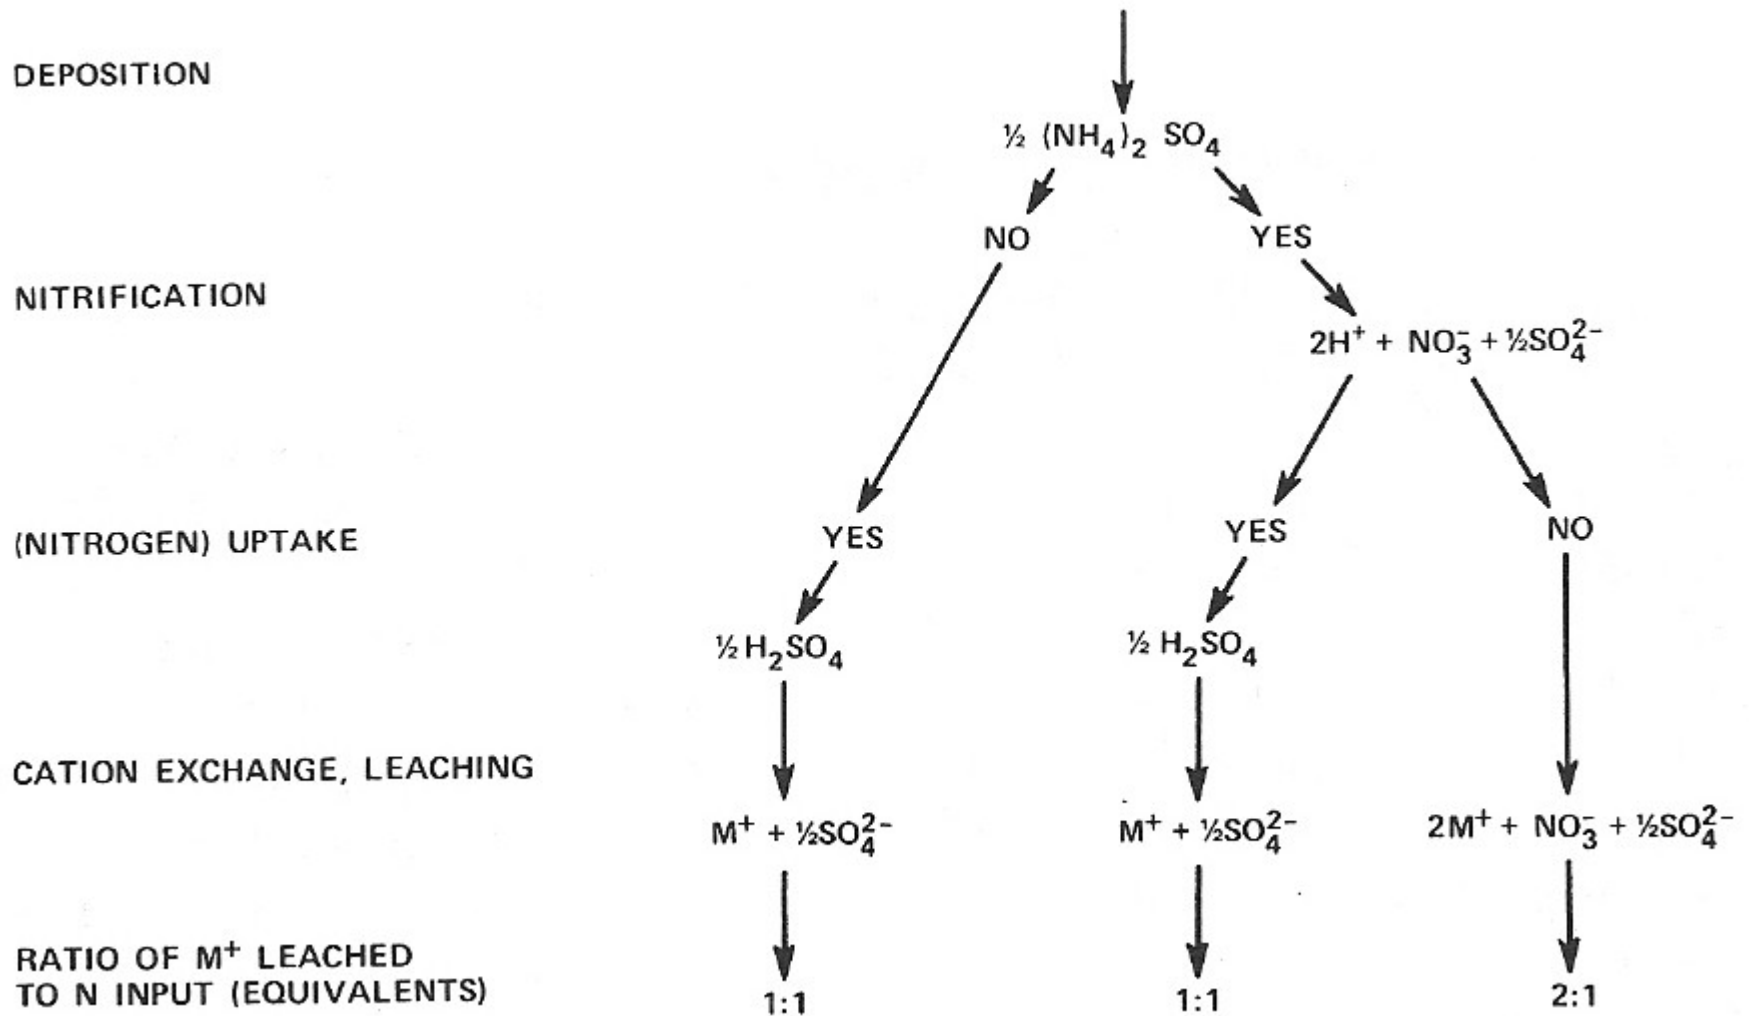 DEPOSITION
½ (NH₄)₂ SO₄
NO YES
NITRIFICATION
2H⁺ + NO₃⁻ + ½SO₄²⁻
(NITROGEN) UPTAKE YES YES NO
½ H₂SO₄ ½ H₂SO₄
CATION EXCHANGE, LEACHING
M⁺ + ½SO₄²⁻ M⁺ + ½SO₄²⁻ 2M⁺ + NO₃⁻ + ½SO₄²⁻
RATIO OF M⁺ LEACHED
TO N INPUT (EQUIVALENTS) 1:1 1:1 2:1